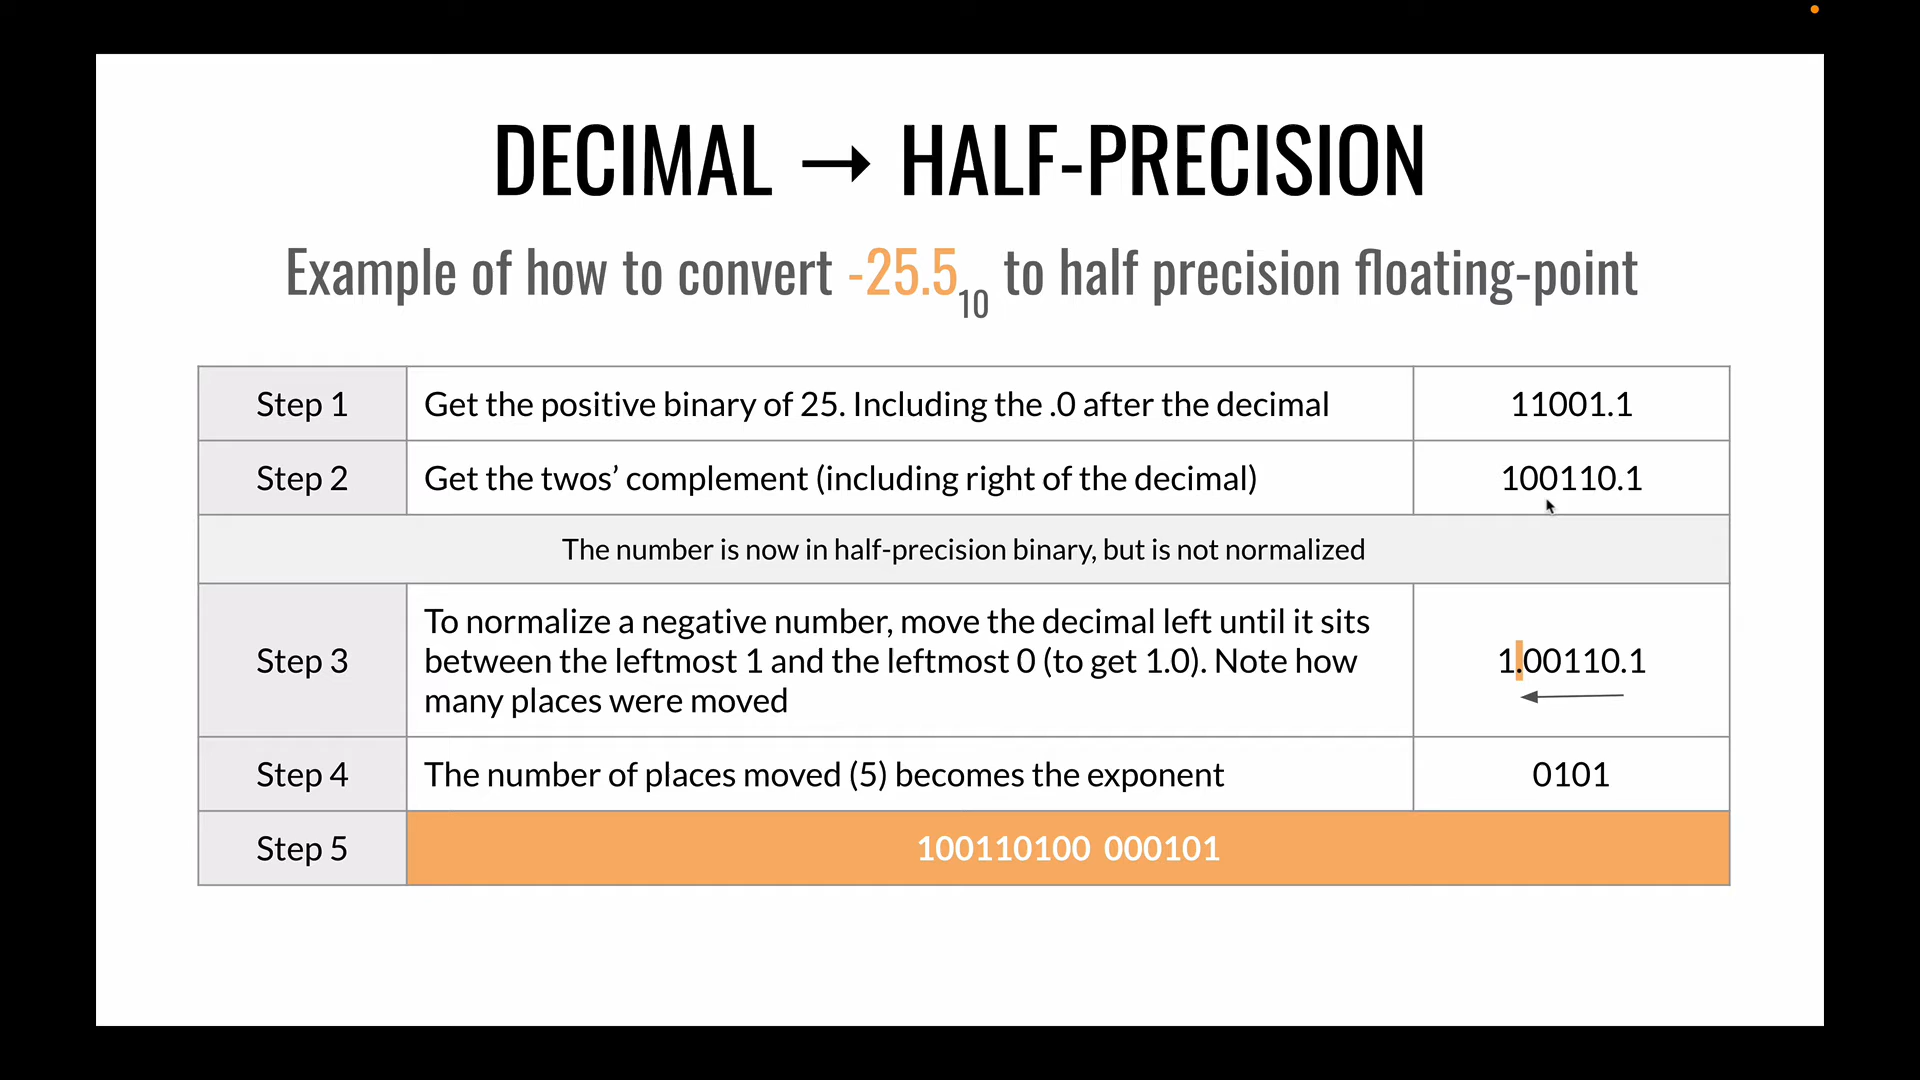 DECIMAL → HALF-PRECISION
Example of how to convert -25.5₁₀ to half precision floating-point
Step 1 Get the positive binary of 25. Including the .0 after the decimal 11001.1
Step 2 Get the twos’ complement (including right of the decimal) 100110.1
The number is now in half-precision binary, but is not normalized
To normalize a negative number, move the decimal left until it sits
Step 3 between the leftmost 1 and the leftmost 0 (to get 1.0). Note how 1.00110.1
many places were moved
Step 4 The number of places moved (5) becomes the exponent 0101
Step 5 100110100 000101